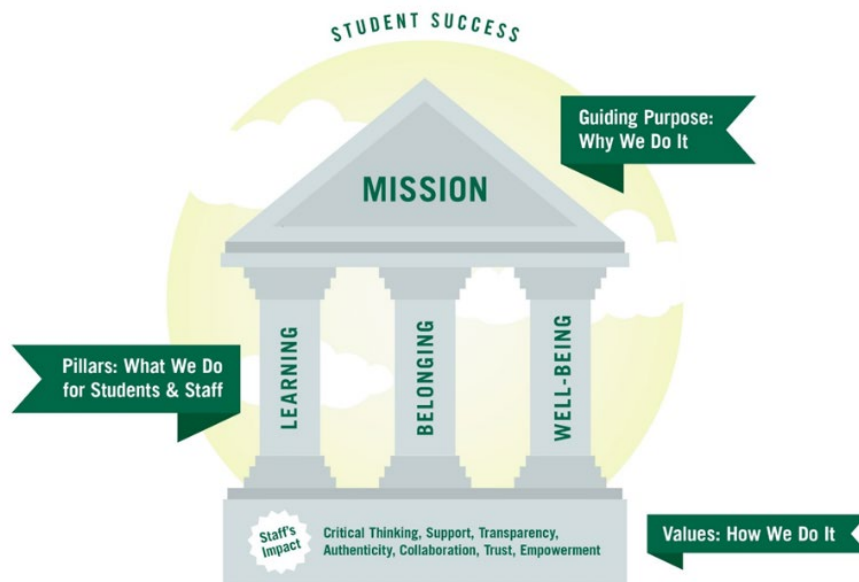 STUDENT SUCCESS
Guiding Purpose:
Why We Do It
MISSION
Pillars: What We Do
for Students & Staff
LEARNING
BELONGING
WELL-BEING
Staff's
Impact
Critical Thinking, Support, Transparency,
Authenticity, Collaboration, Trust, Empowerment
Values: How We Do It